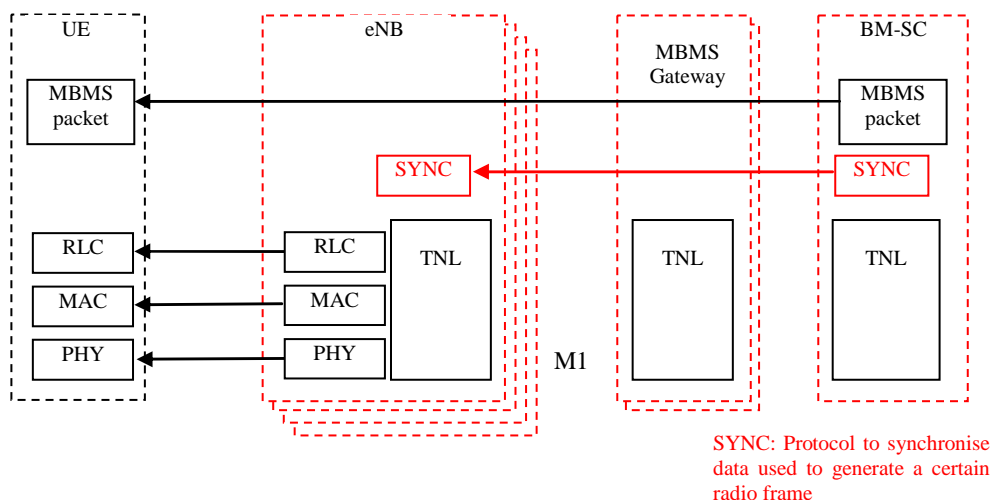 UE
eNB
MBMS
Gateway
BM-SC
MBMS
packet
MBMS
packet
SYNC
SYNC
RLC
RLC
TNL
TNL
TNL
MAC
MAC
PHY
PHY
M1
SYNC: Protocol to synchronise
data used to generate a certain
radio frame